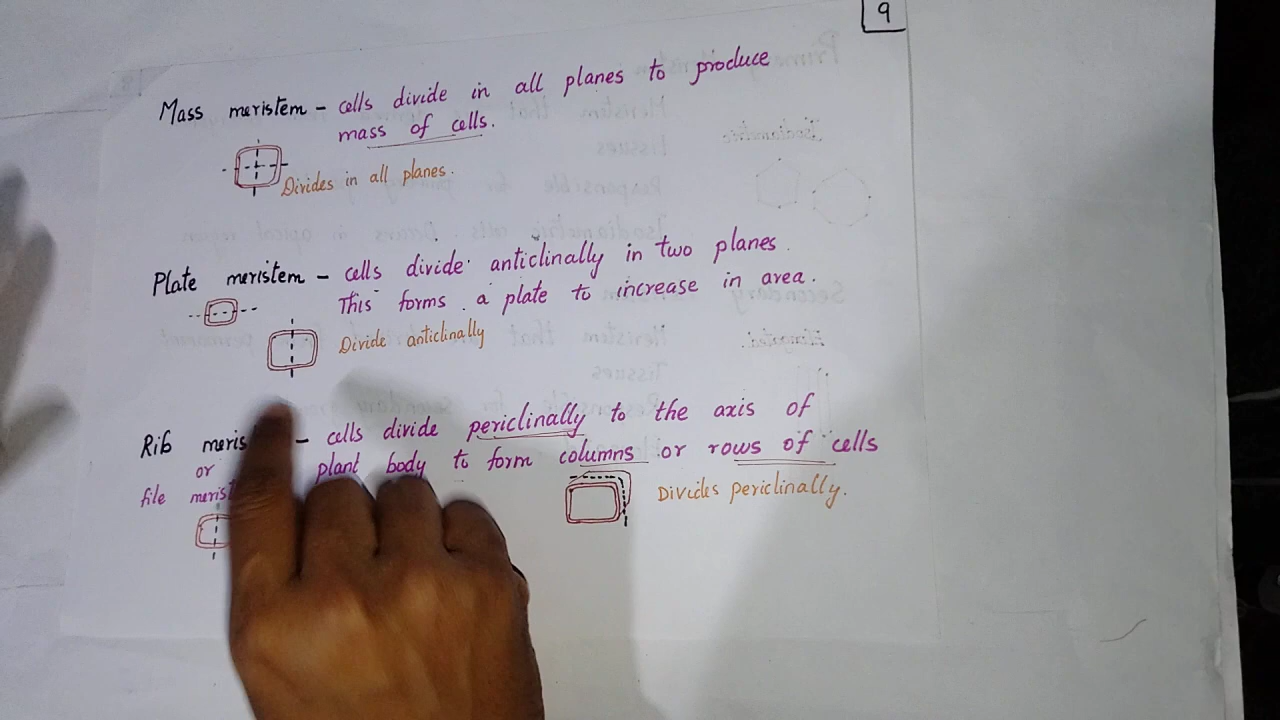 9
Mass meristem - cells divide in all planes to produce
mass of cells.
Divides in all planes.
Plate meristem - cells divide anticlinally in two planes.
This forms a plate to increase in area.
Divide anticlinally
Rib - cells divide periclinally to the axis of
or plant body to form columns or rows of cells
file
Divides periclinally.